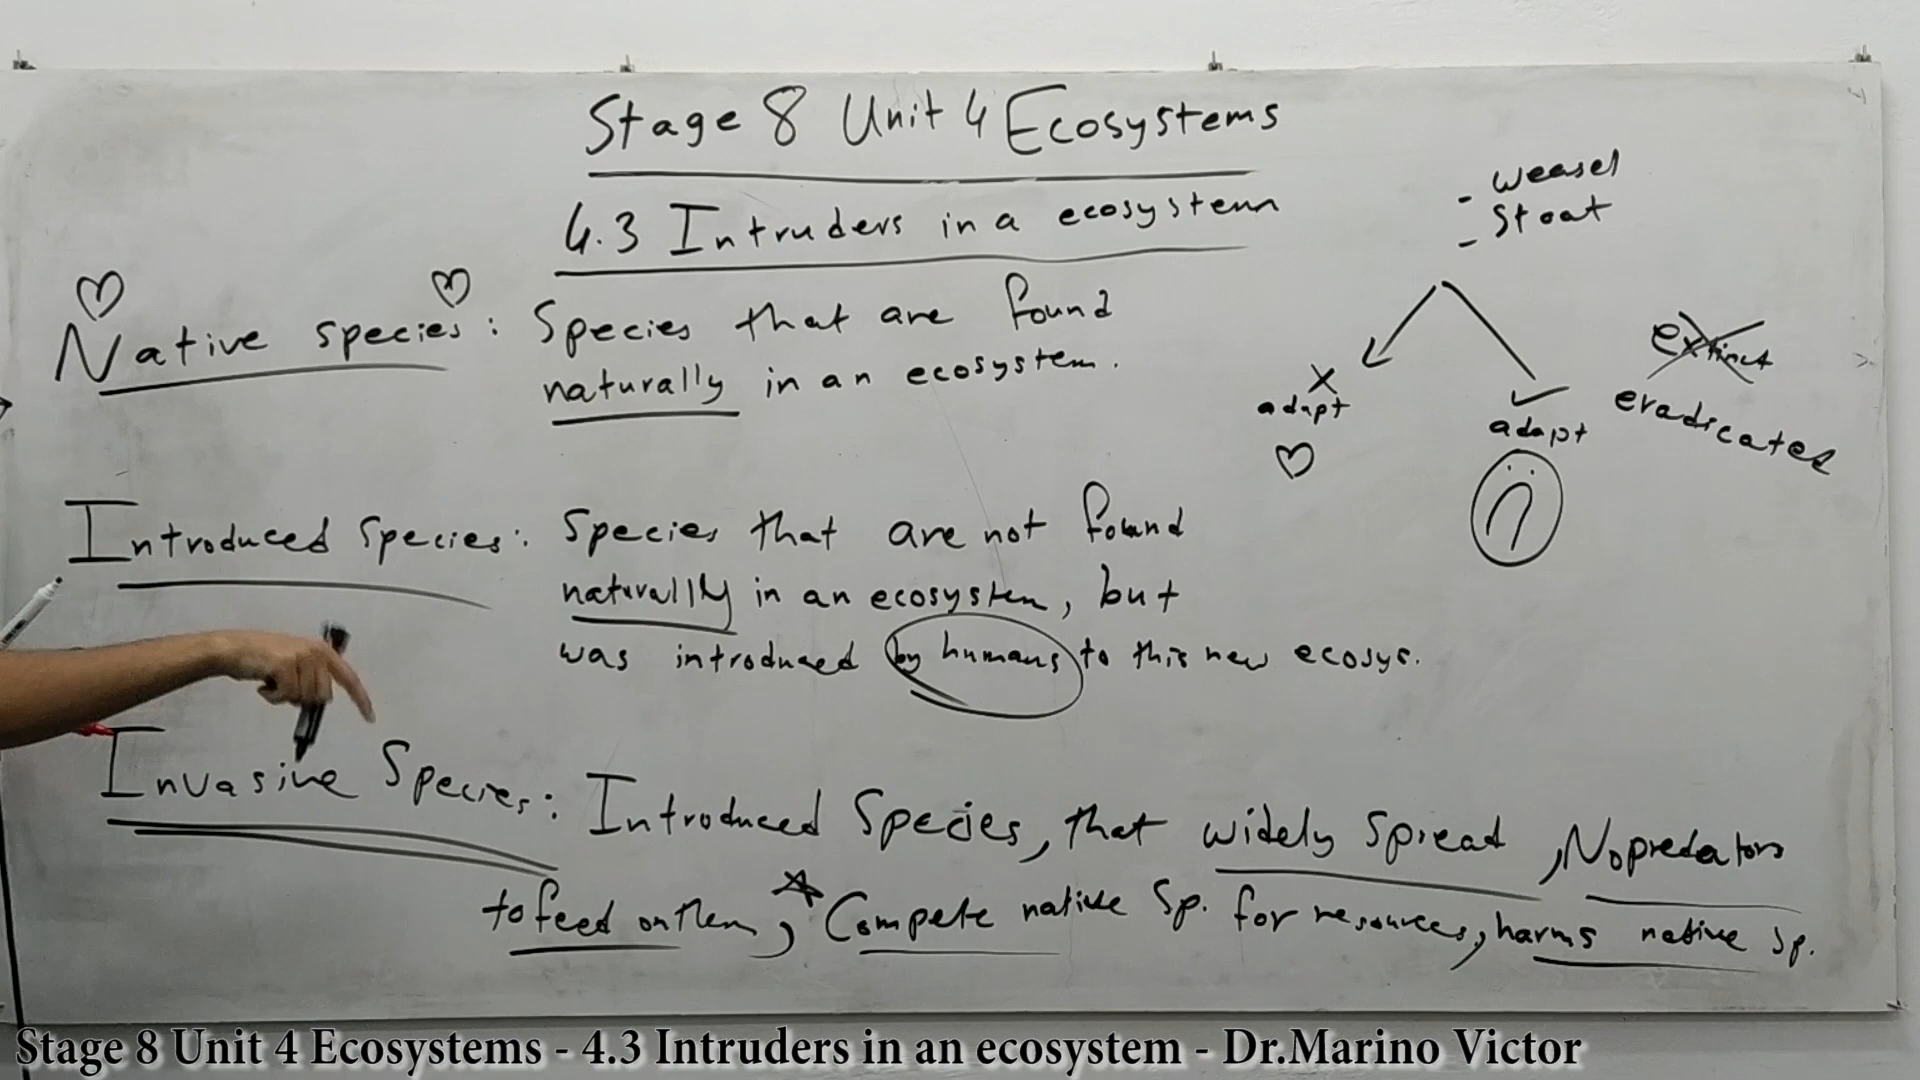 Stage 8 Unit 4 Ecosystems
4.3 Intruders in a ecosystem
- weasel
- Stoat
Native species: Species that are found
naturally in an ecosystem.
adapt
adapt
extinct
eradicated
Introduced Species: Species that are not found
naturally in an ecosystem, but
was introduced by humans to this new ecosys.
Invasive Species: Introduced Species, that widely spread, No predators
to feed on them, Compete native Sp. for resources, harms native sp.
Stage 8 Unit 4 Ecosystems - 4.3 Intruders in an ecosystem - Dr.Marino Victor